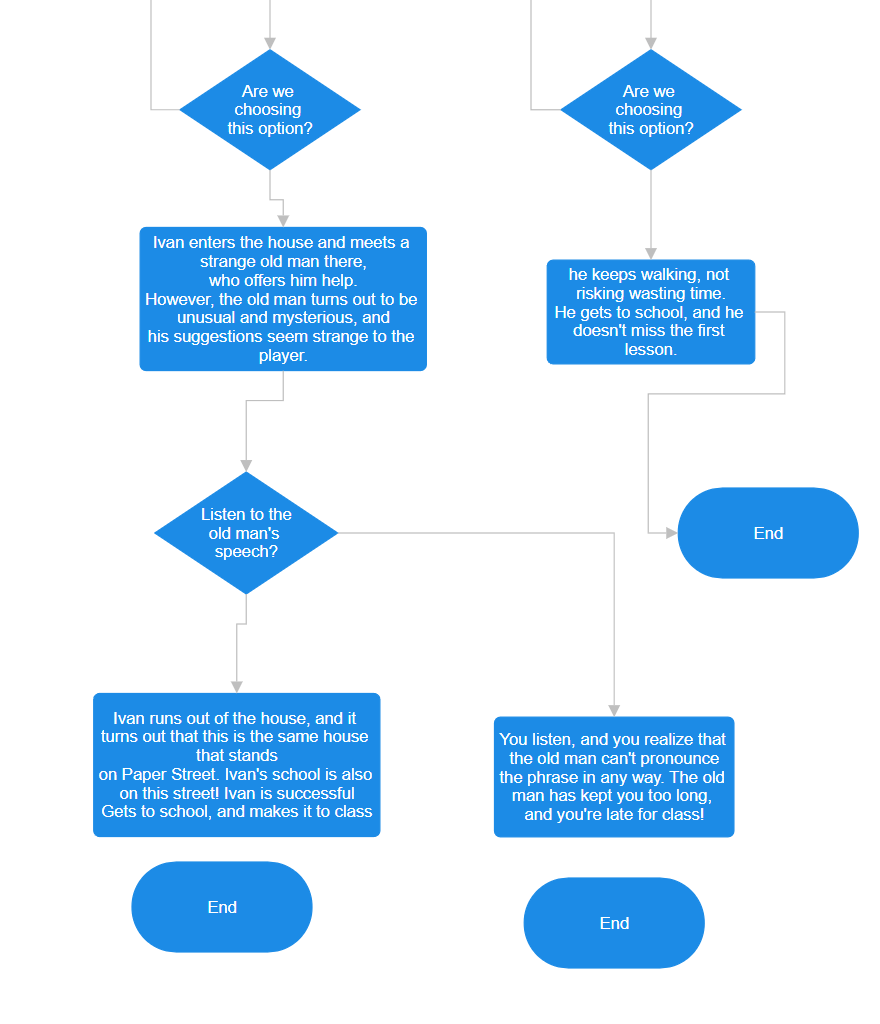 Are we
choosing
this option?
Are we
choosing
this option?
Ivan enters the house and meets a
strange old man there,
who offers him help.
However, the old man turns out to be
unusual and mysterious, and
his suggestions seem strange to the
player.
he keeps walking, not
risking wasting time.
He gets to school, and he
doesn't miss the first
lesson.
Listen to the
old man's
speech?
End
Ivan runs out of the house, and it
turns out that this is the same house
that stands
on Paper Street. Ivan's school is also
on this street! Ivan is successful
Gets to school, and makes it to class
You listen, and you realize that
the old man can't pronounce
the phrase in any way. The old
man has kept you too long,
and you're late for class!
End
End